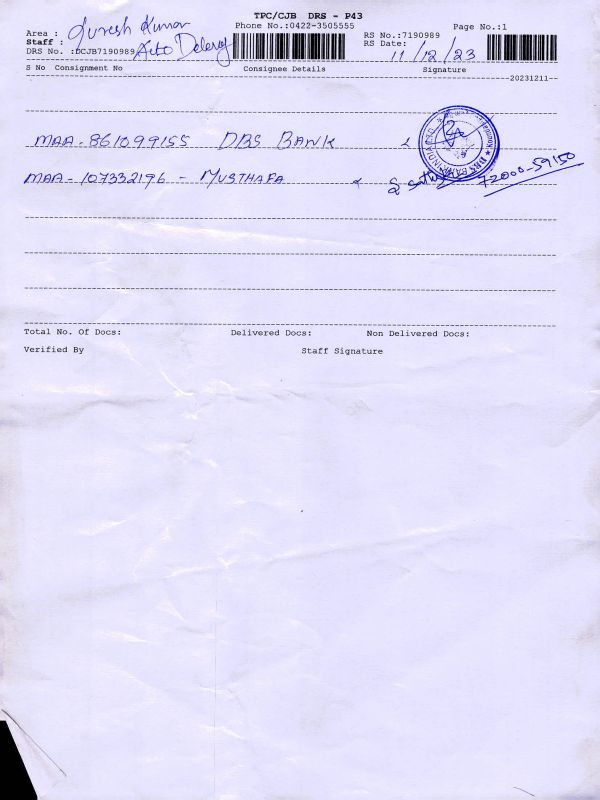 TPC/CJB DRS - P43
Phone No.:0422-3505555
Page No.:1
Area : Suresh Kumar
Staff :
DRS No. :DCJB7190989 Auto
RS No.:7190989
RS Date: 11/12/23
S No Consignment No Consignee Details Signature
20231211
MAA-861099155 DBS BANK
MAA-107332196 - MUSTHAFA
72000-59150
Total No. Of Docs: Delivered Docs: Non Delivered Docs:
Verified By Staff Signature